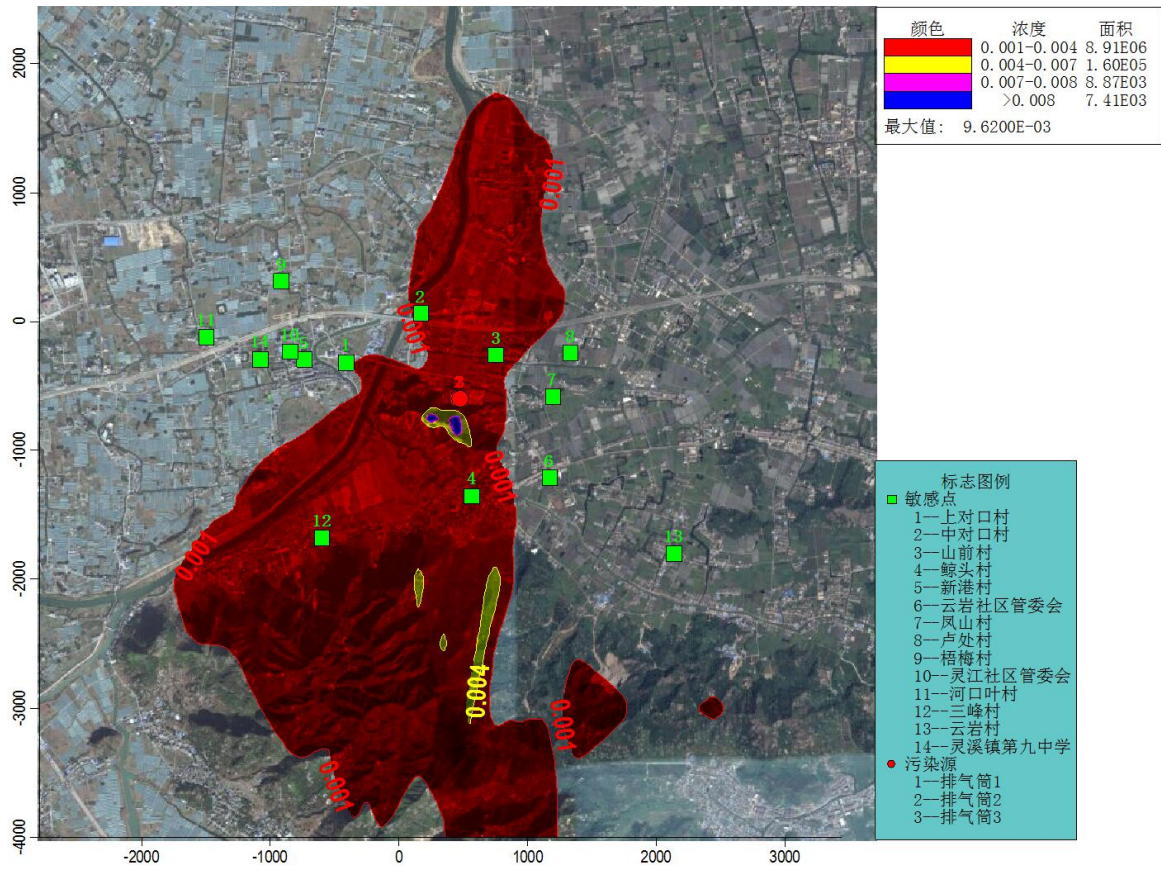 颜色 浓度 面积
0.001-0.004 8.91E06
0.004-0.007 1.60E05
0.007-0.008 8.87E03
>0.008 7.41E03
最大值: 9.6200E-03
2000
1000
0
-1000
-2000
-3000
-4000
-2000 -1000 0 1000 2000 3000
0.001
9
2
0.001
11
14
1
3
8
7
0.001
4
6
12
13
0.001
0.004
0.001
0.001
标志图例
敏感点
1--上对口村
2--中对口村
3--山前村
4--鲸头村
5--新港村
6--云岩社区管委会
7--凤山村
8--卢处村
9--梧梅村
10--灵江社区管委会
11--河口叶村
12--三峰村
13--云岩村
14--灵溪镇第九中学
污染源
1--排气筒1
2--排气筒2
3--排气筒3